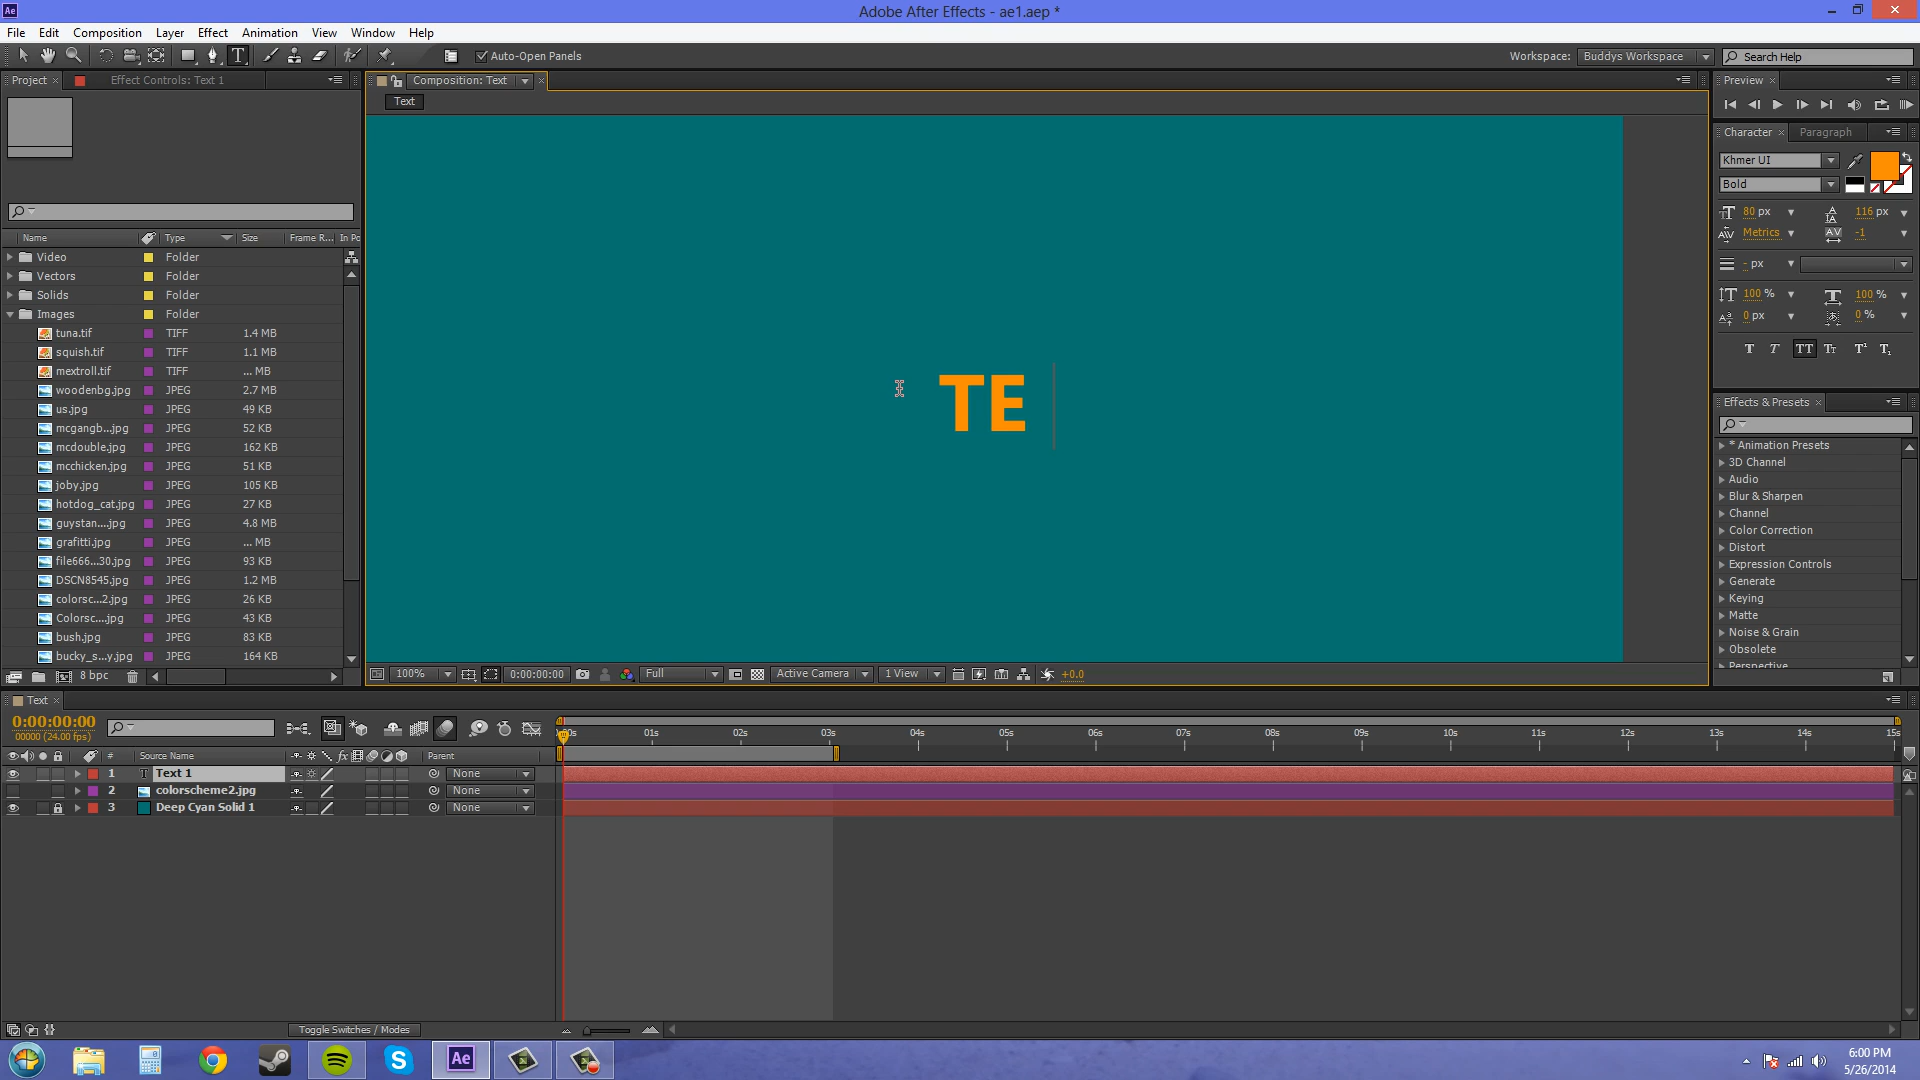 Adobe After Effects - ae1.aep *
File Edit Composition Layer Effect Animation View Window Help
Auto-Open Panels
Workspace: Buddys Workspace
Search Help
Project
Effect Controls: Text 1
Composition: Text
Text
Name Type Size Frame R... In Po
Video Folder
Vectors Folder
Solids Folder
Images Folder
tuna.tif TIFF 1.4 MB
squish.tif TIFF 1.1 MB
mextroll.tif TIFF ... MB
woodenbg.jpg JPEG 2.7 MB
us.jpg JPEG 49 KB
mcgangb...jpg JPEG 52 KB
mcdouble.jpg JPEG 162 KB
mcchicken.jpg JPEG 51 KB
joby.jpg JPEG 105 KB
hotdog_cat.jpg JPEG 27 KB
guystan....jpg JPEG 4.8 MB
grafitti.jpg JPEG ... MB
file666...30.jpg JPEG 93 KB
DSCN8545.jpg JPEG 1.2 MB
colorsc...2.jpg JPEG 26 KB
Colorsc....jpg JPEG 43 KB
bush.jpg JPEG 83 KB
bucky_s...y.jpg JPEG 164 KB
8 bpc
TE
100% 0:00:00:00 Full Active Camera 1 View +0.0
Preview
Character Paragraph
Khmer UI
Bold
80 px 116 px
Metrics -1
- px
100 % 100 %
0 px 0 %
T T TT Tt T¹ T₁
Effects & Presets
* Animation Presets
3D Channel
Audio
Blur & Sharpen
Channel
Color Correction
Distort
Expression Controls
Generate
Keying
Matte
Noise & Grain
Obsolete
Perspective
Text
0:00:00:00
00000 (24.00 fps)
# Source Name fx Parent
1 T Text 1 None
2 colorscheme2.jpg None
3 Deep Cyan Solid 1 None
01s 02s 03s 04s 05s 06s 07s 08s 09s 10s 11s 12s 13s 14s 15s
Toggle Switches / Modes
Ae
6:00 PM
5/26/2014